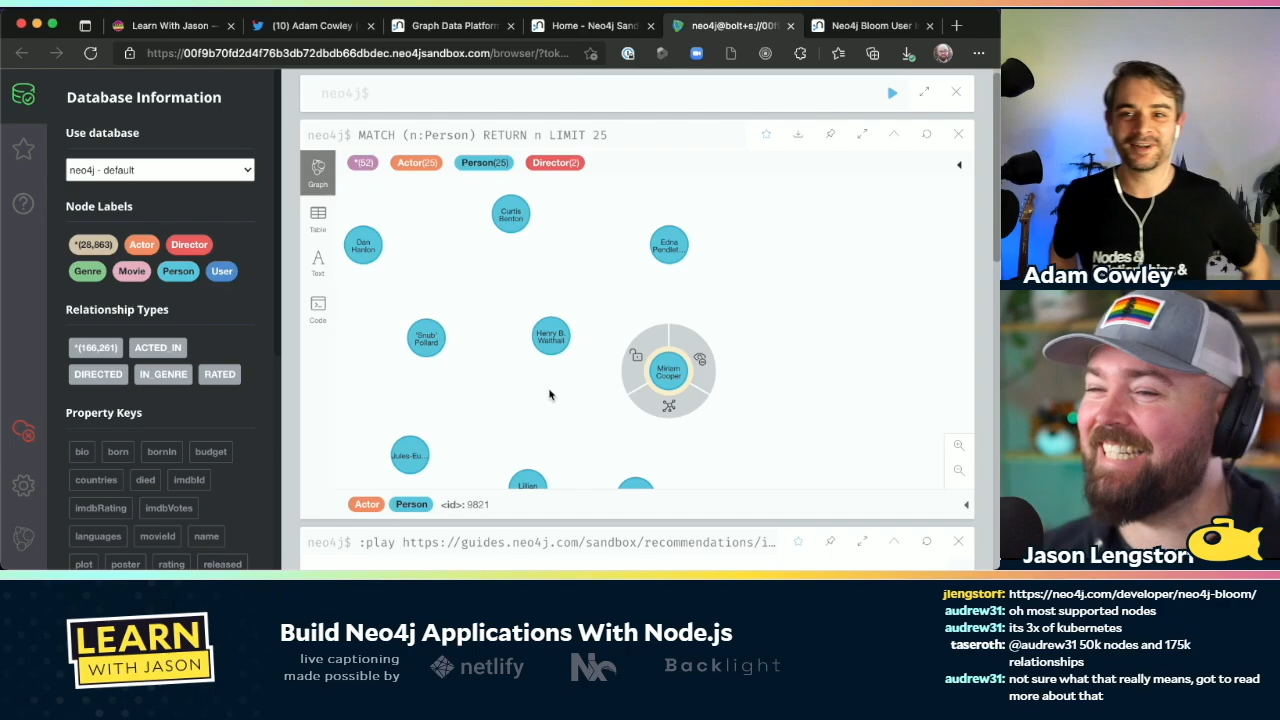 Learn With Jason —
(10) Adam Cowley /
Graph Data Platform
Home - Neo4j San
neo4j@bolt+s://00f
Neo4j Bloom User I
https://00f9b70fd2d4f76b3db72dbdb66dbdec.neo4jsandbox.com/browser/?tok...
Database Information
Use database
neo4j - default
Node Labels
*(28,863)
Actor
Director
Genre
Movie
Person
User
Relationship Types
*(166,261)
ACTED_IN
DIRECTED
IN_GENRE
RATED
Property Keys
bio
born
bornIn
budget
countries
died
imdbId
imdbRating
imdbVotes
languages
movieId
name
plot
poster
rating
released
neo4j$
neo4j$ MATCH (n:Person) RETURN n LIMIT 25
*(52)
Actor(25)
Person(25)
Director(2)
Graph
Table
Text
Code
Curtis
Benton
Dan
Hanlon
Edna
Pendlet...
'Snub'
Pollard
Henry B.
Walthall
Miriam
Cooper
Jules-Eu...
Lillian
Actor
Person
<id>: 9821
neo4j$ :play https://guides.neo4j.com/sandbox/recommendations/i…
Nodes &
Adam Cowley
Jason Lengstorf
LEARN
WITH JASON
Build Neo4j Applications With Node.js
live captioning
made possible by
netlify
Nx
Backlight
jlengstorf: https://neo4j.com/developer/neo4j-bloom/
audrew31: oh most supported nodes
audrew31: its 3x of kubernetes
taseroth: @audrew31 50k nodes and 175k
relationships
audrew31: not sure what that really means, got to read
more about that